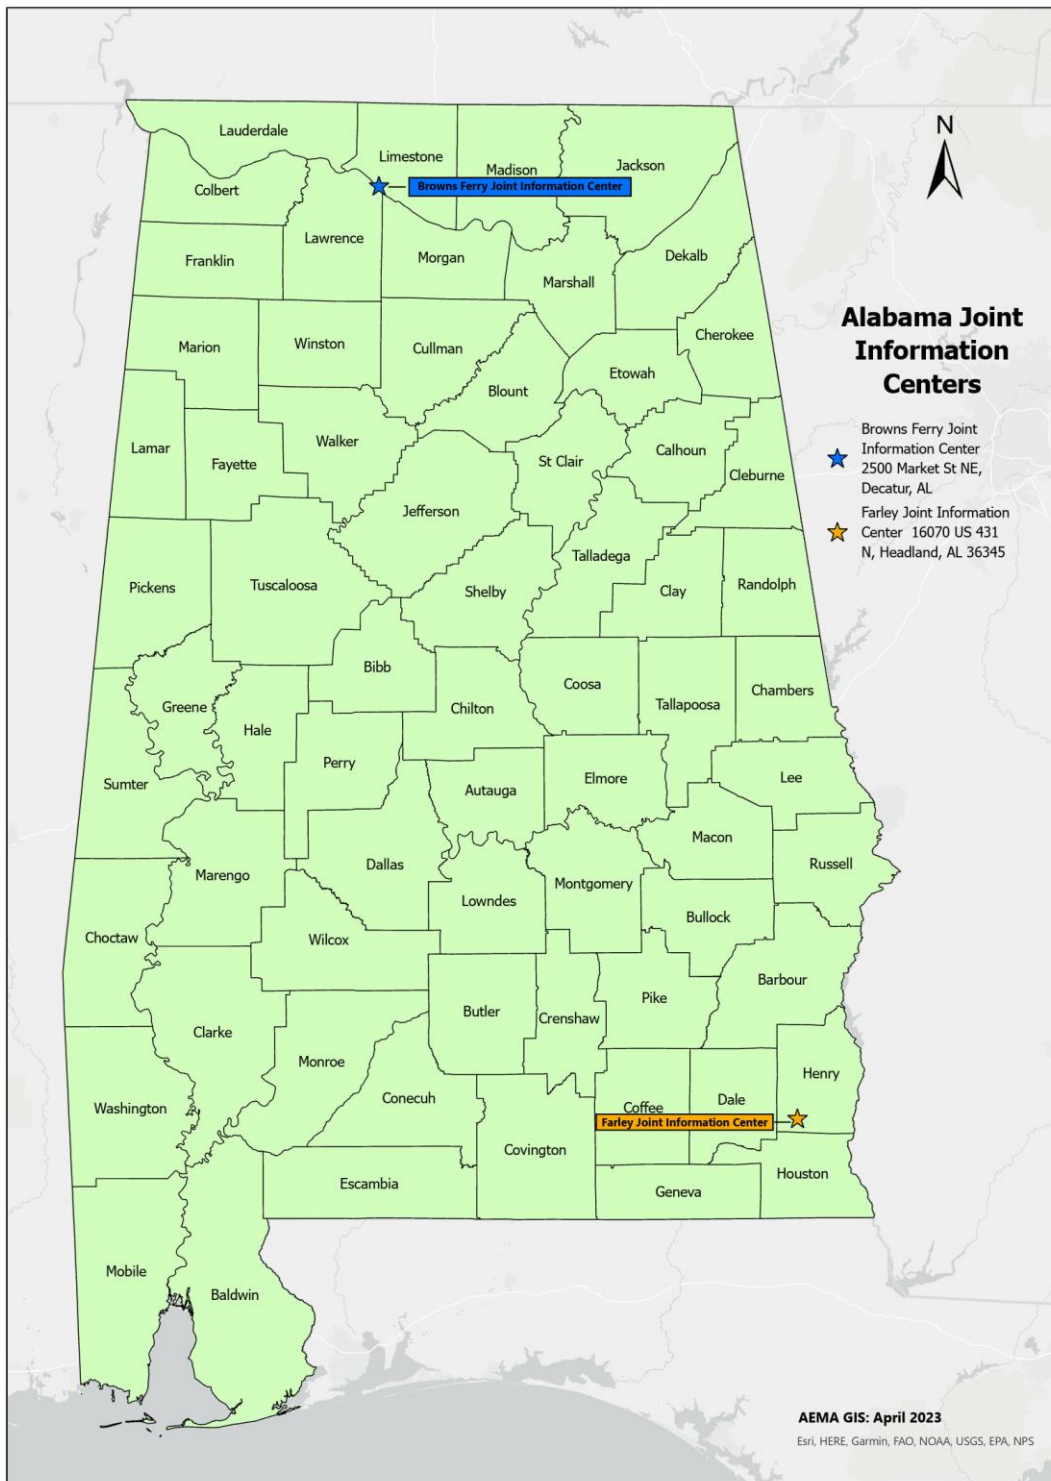 N
Lauderdale
Limestone
Madison
Jackson
Colbert
Browns Ferry Joint Information Center
Lawrence
Franklin
Morgan
Dekalb
Marshall
Alabama Joint
Information
Centers
Marion
Winston
Cullman
Cherokee
Etowah
Blount
Browns Ferry Joint
Information Center
2500 Market St NE,
Decatur, AL
Farley Joint Information
Center 16070 US 431
N, Headland, AL 36345
Lamar
Fayette
Walker
St Clair
Calhoun
Cleburne
Jefferson
Talladega
Pickens
Tuscaloosa
Shelby
Clay
Randolph
Bibb
Coosa
Tallapoosa
Chambers
Greene
Hale
Chilton
Perry
Sumter
Autauga
Elmore
Lee
Macon
Russell
Marengo
Dallas
Lowndes
Montgomery
Bullock
Choctaw
Wilcox
Barbour
Clarke
Butler
Crenshaw
Pike
Monroe
Henry
Washington
Conecuh
Coffee
Dale
Farley Joint Information Center
Covington
Escambia
Geneva
Houston
Mobile
Baldwin
AEMA GIS: April 2023
Esri, HERE, Garmin, FAO, NOAA, USGS, EPA, NPS